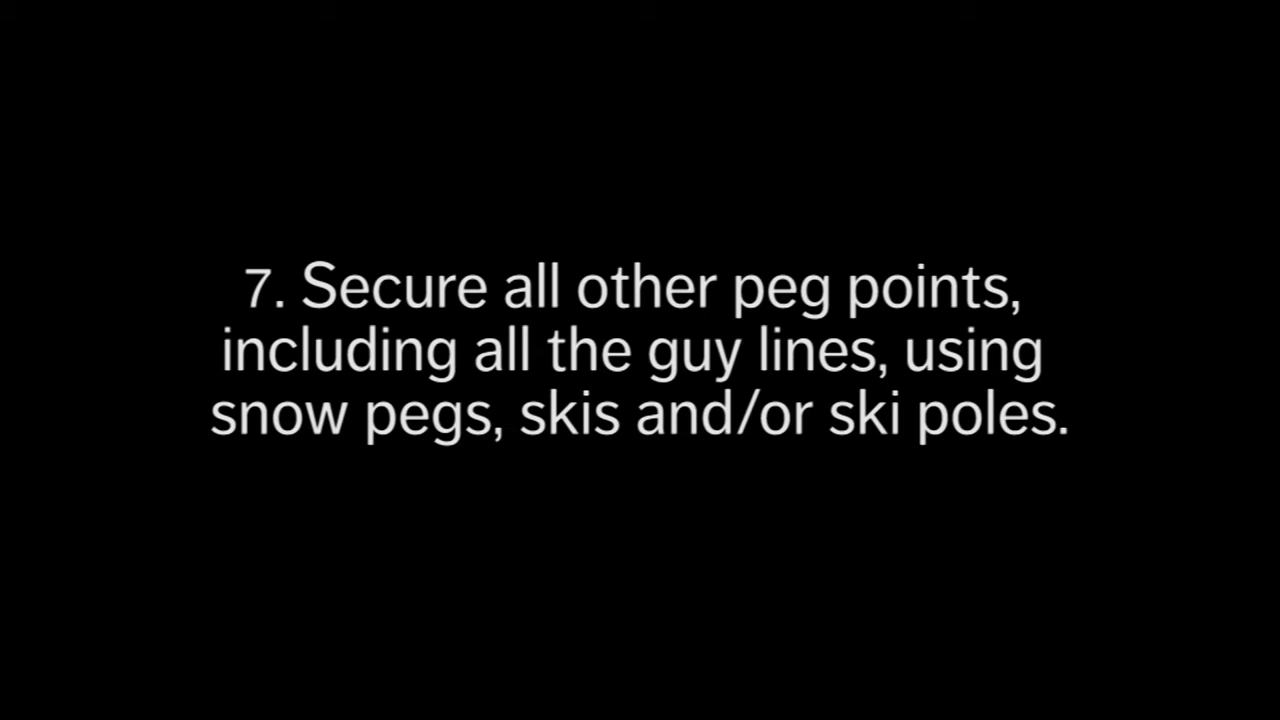 7. Secure all other peg points,
including all the guy lines, using
snow pegs, skis and/or ski poles.